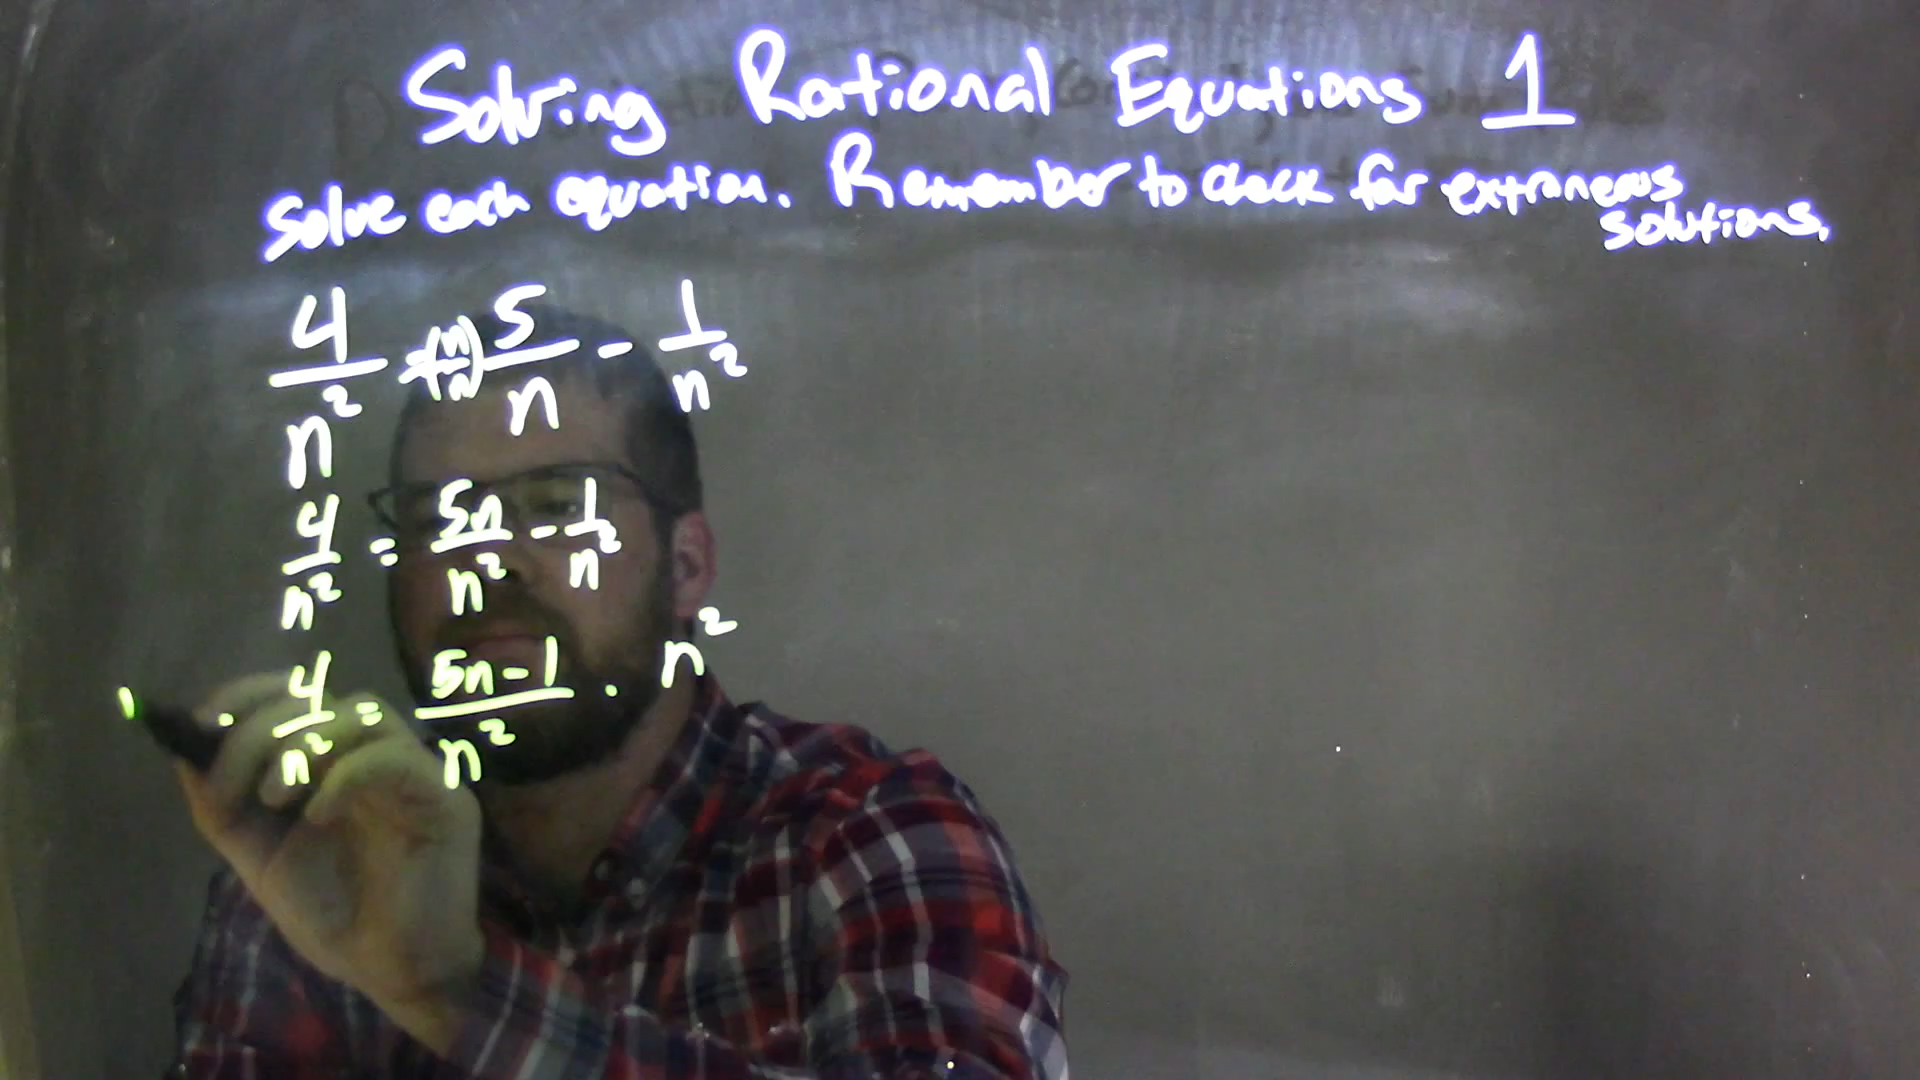 Solving Rational Equations 1
Solve each equation. Remember to check for extraneous
solutions.
4/n² = (n/n) 5/n - 1/n²
4/n² = 5n/n² - 1/n²
· 4/n² = (5n-1)/n² · n²